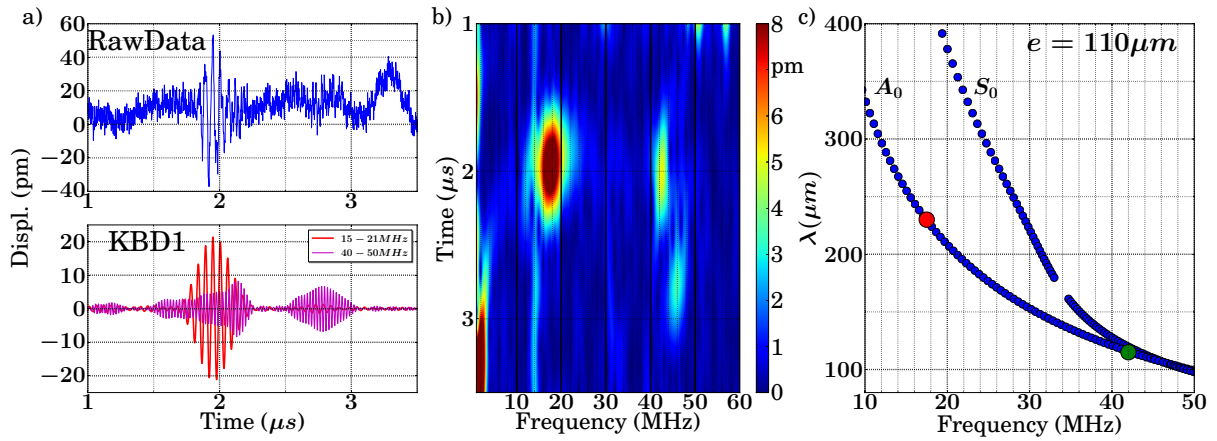 a)
RawData
60
40
20
0
−20
−40
1 2 3
Displ. (pm)
KBD1
15 − 21MHz
40 − 50MHz
20
10
0
−10
−20
1 2 3
Time (μs)
b)
1
2
3
Time (μs)
10 20 30 40 50 60
Frequency (MHz)
8
pm
7
6
5
4
3
2
1
0
c)
e = 110μm
A0 S0
400
300
200
100
λ(μm)
10 20 30 40 50
Frequency (MHz)